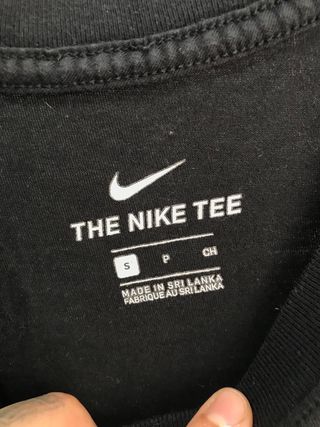 THE NIKE TEE
S P CH
MADE IN SRI LANKA
FABRIQUE AU SRI LANKA